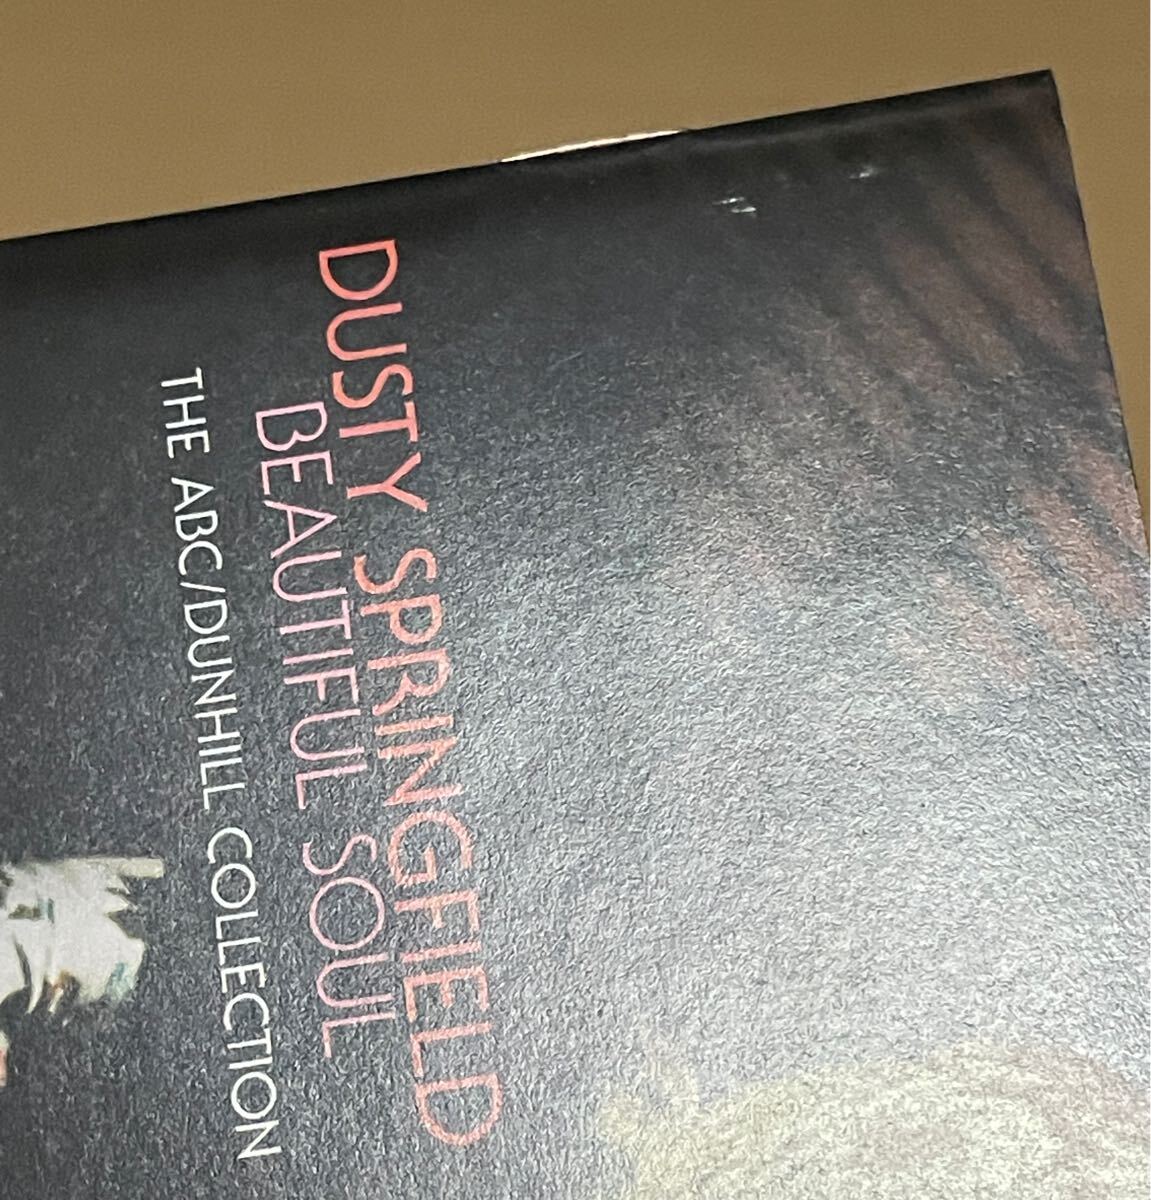 DUSTY SPRINGFIELD
BEAUTIFUL SOUL
THE ABC/DUNHILL COLLECTION